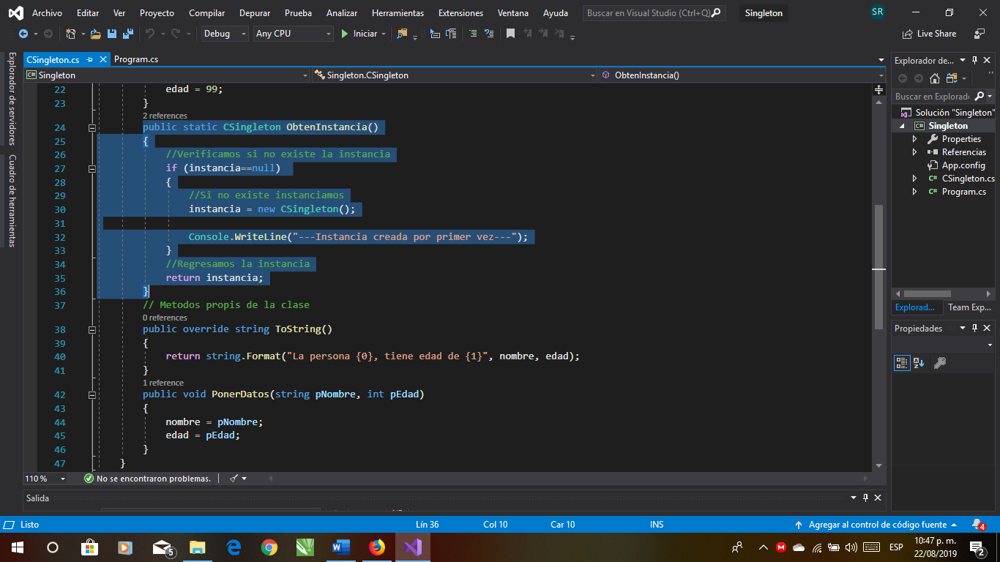 Archivo Editar Ver Proyecto Compilar Depurar Prueba Analizar Herramientas Extensiones Ventana Ayuda Buscar en Visual Studio (Ctrl+Q) Singleton SR
Debug Any CPU Iniciar Live Share
Explorador de servidores
Cuadro de herramientas
CSingleton.cs Program.cs
Singleton Singleton.CSingleton ObtenInstancia()
22 edad = 99;
23 }
2 references
24 public static CSingleton ObtenInstancia()
25 {
26 //Verificamos si no existe la instancia
27 if (instancia==null)
28 {
29 //Si no existe instanciamos
30 instancia = new CSingleton();
31
32 Console.WriteLine("---Instancia creada por primer vez---");
33 }
34 //Regresamos la instancia
35 return instancia;
36 }
37 // Metodos propis de la clase
0 references
38 public override string ToString()
39 {
40 return string.Format("La persona {0}, tiene edad de {1}", nombre, edad);
41 }
1 reference
42 public void PonerDatos(string pNombre, int pEdad)
43 {
44 nombre = pNombre;
45 edad = pEdad;
46 }
47 }
110 % No se encontraron problemas.
Salida
Explorador de...
Buscar en Explorado
Solución "Singleton"
C# Singleton
Properties
Referencias
App.config
C# CSingleton.cs
C# Program.cs
Explorad... Team Exp...
Propiedades
Listo Lín 36 Col 10 Car 10 INS Agregar al control de código fuente 4
5 ESP 10:47 p. m.
22/08/2019 2